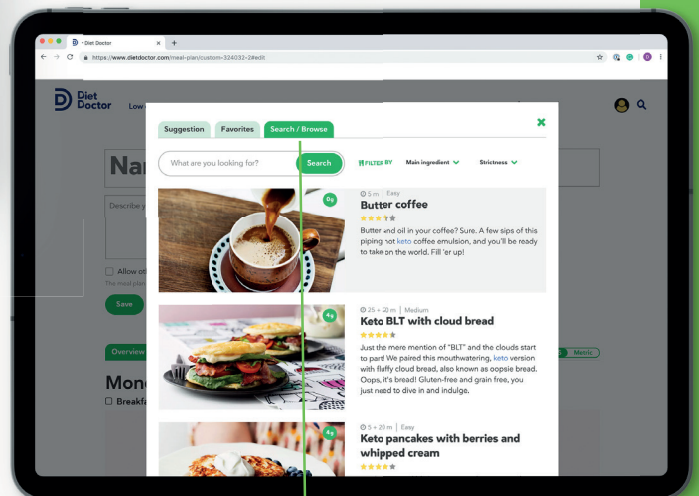 - Diet Doctor
https://www.dietdoctor.com/meal-plan/custom-324032-2#edit
Diet
Doctor
Low
Suggestion
Favorites
Search / Browse
What are you looking for?
Search
FILTER BY
Main ingredient
Strictness
Describe y
Allow oth
The meal plan
Save
Overview
Metric
Breakfa
0g
5 m Easy
Butter coffee
Butter and oil in your coffee? Sure. A few sips of this
piping hot keto coffee emulsion, and you'll be ready
to take on the world. Fill 'er up!
4g
25 + 20 m | Medium
Keto BLT with cloud bread
Just the mere mention of "BLT" and the clouds start
to part! We paired this mouthwatering, keto version
with fluffy cloud bread, also known as oopsie bread.
Oops, it's bread! Gluten-free and grain free, you
just need to dive in and indulge.
4g
5 + 20 m | Easy
Keto pancakes with berries and
whipped cream